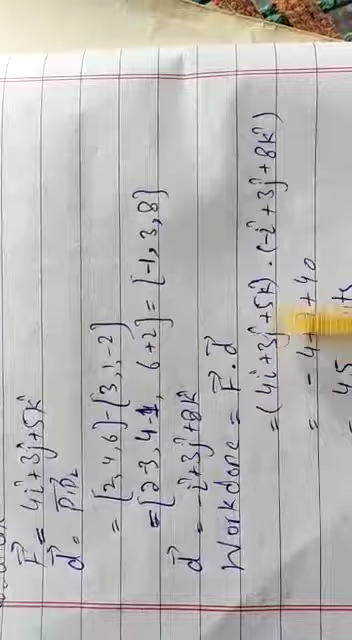 F⃗ = 4i+3j+5k
d⃗ = P₁P₂
= [2,4,6]-[3,1,-2]
= [2-3, 4-1, 6+2] = [-1, 3, 8]
d⃗ = -i+3j+8k
Workdone = F⃗.d⃗
= (4i+3j+5k).(-i+3j+8k)
= -4+ +40
= 45